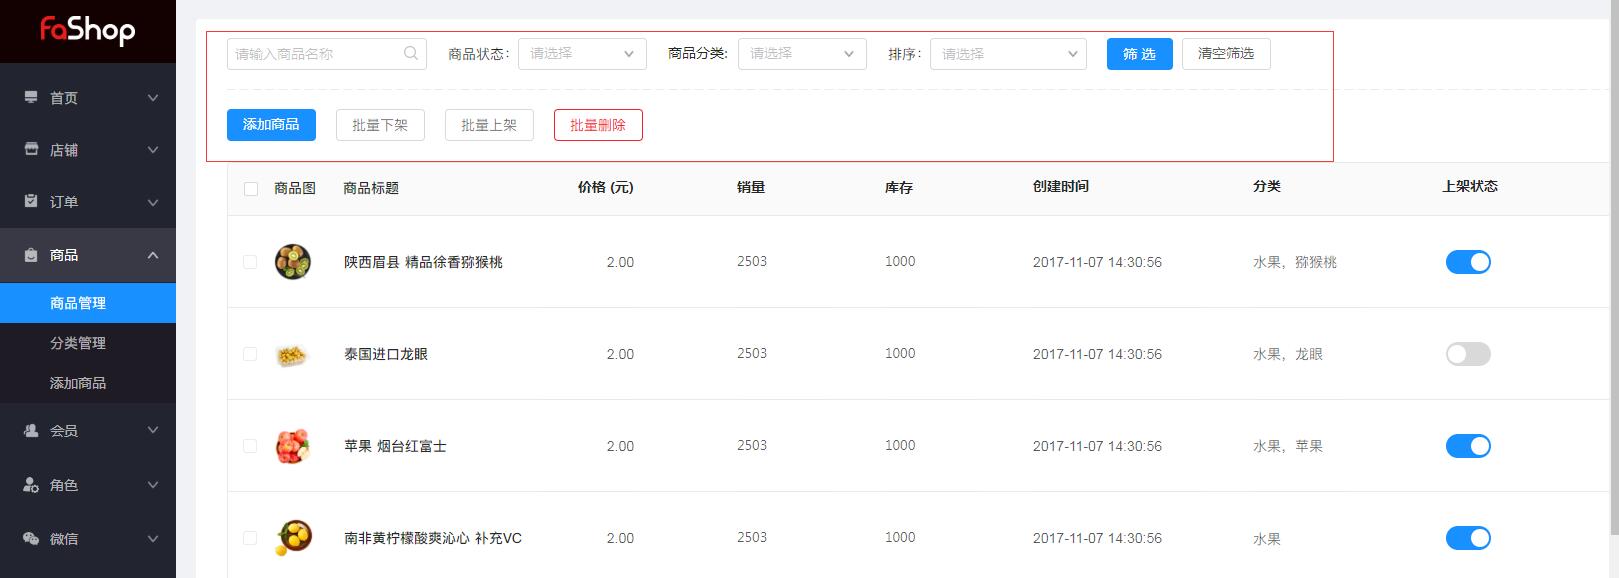 FaShop
首页
店铺
订单
商品
商品管理
分类管理
添加商品
会员
角色
微信
请输入商品名称 商品状态: 请选择 商品分类: 请选择 排序: 请选择 筛 选 清空筛选
添加商品 批量下架 批量上架 批量删除
商品图 商品标题 价格 (元) 销量 库存 创建时间 分类 上架状态
陕西眉县 精品徐香猕猴桃 2.00 2503 1000 2017-11-07 14:30:56 水果，猕猴桃
泰国进口龙眼 2.00 2503 1000 2017-11-07 14:30:56 水果，龙眼
苹果 烟台红富士 2.00 2503 1000 2017-11-07 14:30:56 水果，苹果
南非黄柠檬酸爽沁心 补充VC 2.00 2503 1000 2017-11-07 14:30:56 水果